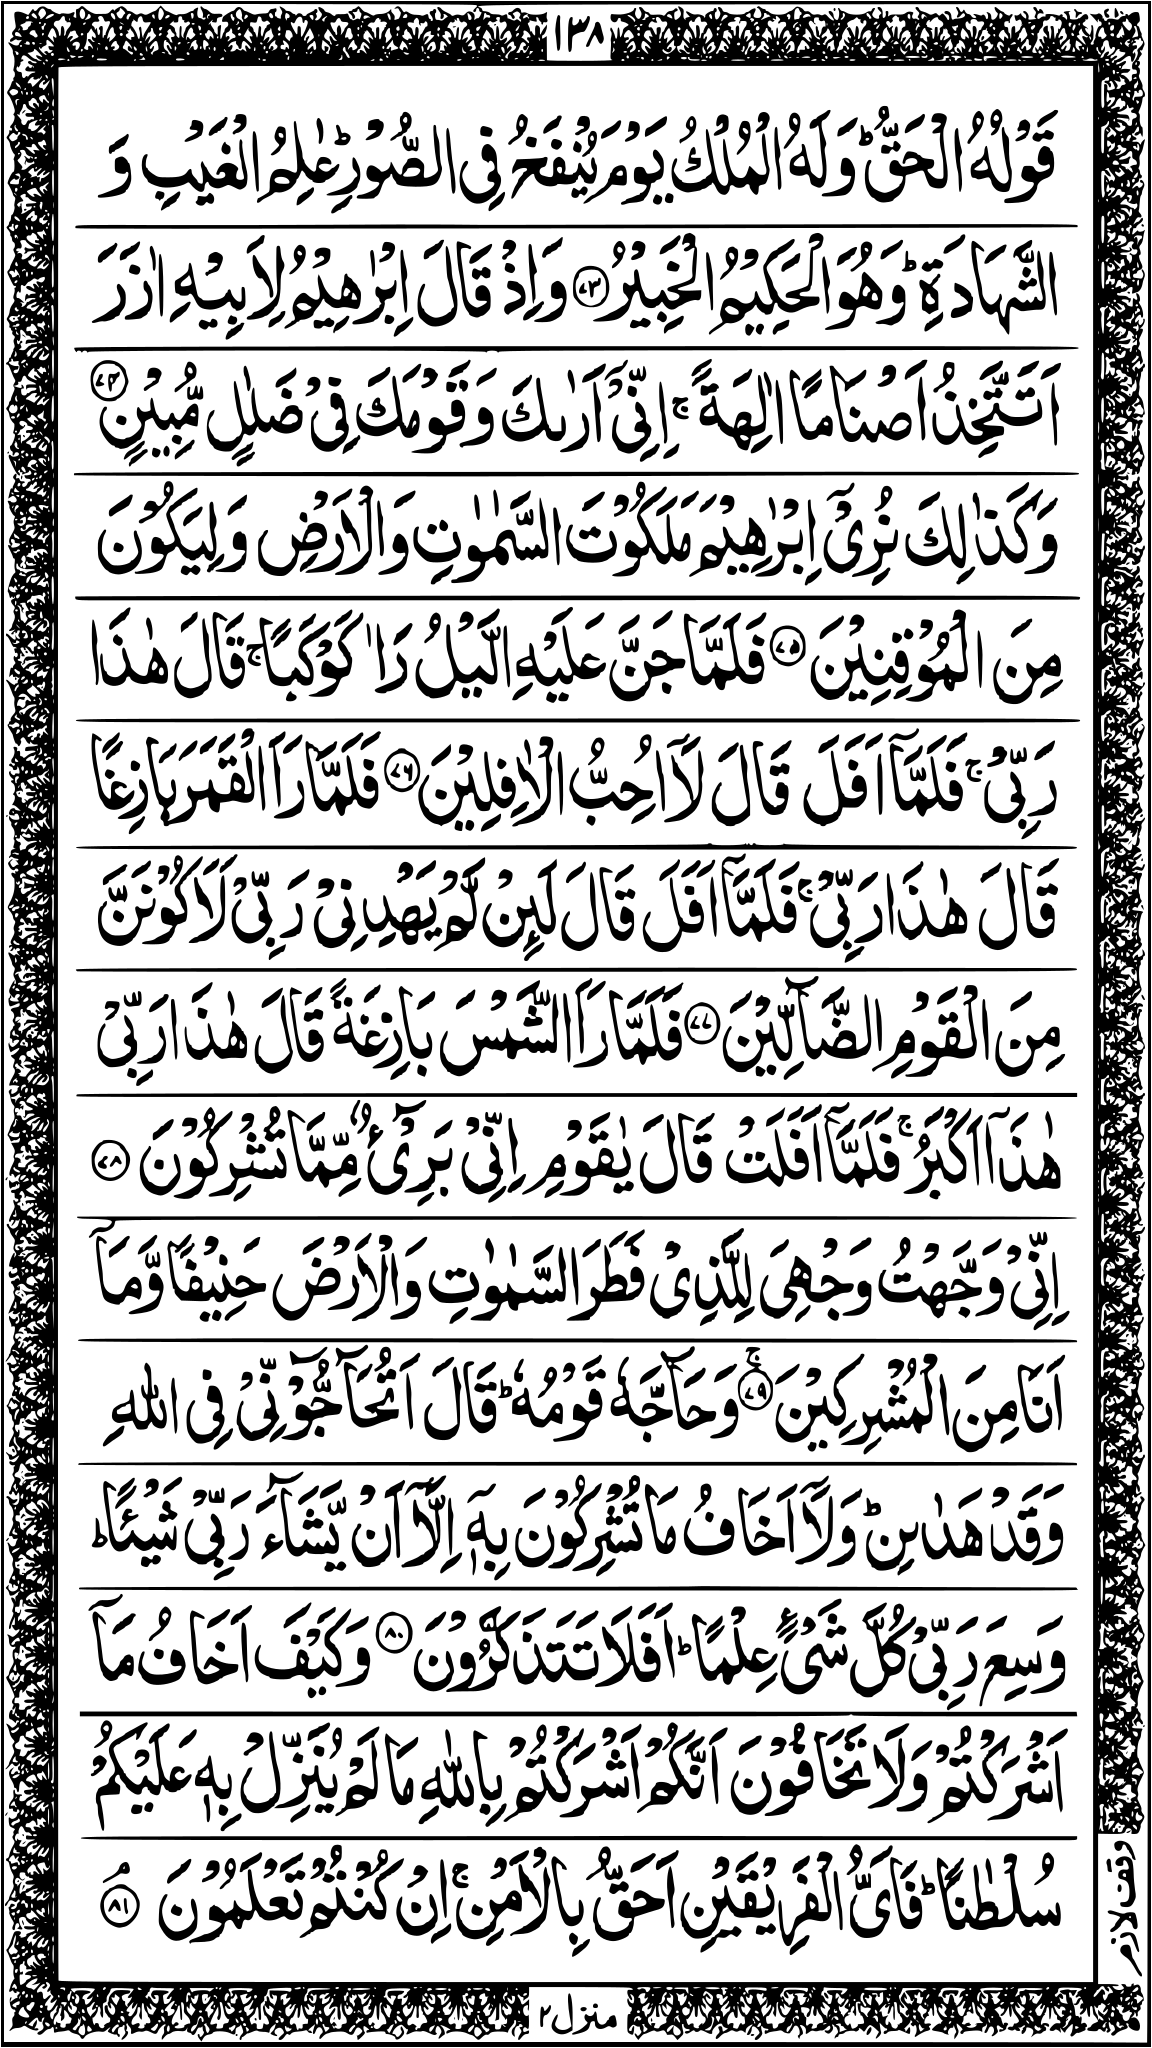 ١٣٨
قَوْلُهُ الْحَقُّ ؕ وَلَهُ الْمُلْكُ يَوْمَ يُنْفَخُ فِى الصُّوْرِ ؕ عٰلِمُ الْغَيْبِ وَ
الشَّهَادَةِ ؕ وَهُوَ الْحَكِيْمُ الْخَبِيْرُ ﴿٧٣﴾ وَاِذْ قَالَ اِبْرٰهِيْمُ لِاَبِيْهِ اٰزَرَ
اَتَتَّخِذُ اَصْنَامًا اٰلِهَةً ۚ اِنِّىْۤ اَرٰىكَ وَقَوْمَكَ فِىْ ضَلٰلٍ مُّبِيْنٍ ﴿٧٤﴾
وَكَذٰلِكَ نُرِىْۤ اِبْرٰهِيْمَ مَلَكُوْتَ السَّمٰوٰتِ وَالْاَرْضِ وَلِيَكُوْنَ
مِنَ الْمُوْقِنِيْنَ ﴿٧٥﴾ فَلَمَّا جَنَّ عَلَيْهِ الَّيْلُ رَاٰ كَوْكَبًا ۚ قَالَ هٰذَا
رَبِّىْ ۚ فَلَمَّاۤ اَفَلَ قَالَ لَاۤ اُحِبُّ الْاٰفِلِيْنَ ﴿٧٦﴾ فَلَمَّا رَاَ الْقَمَرَ بَازِغًا
قَالَ هٰذَا رَبِّىْ ۚ فَلَمَّاۤ اَفَلَ قَالَ لَئِنْ لَّمْ يَهْدِنِىْ رَبِّىْ لَاَكُوْنَنَّ
مِنَ الْقَوْمِ الضَّآلِّيْنَ ﴿٧٧﴾ فَلَمَّا رَاَ الشَّمْسَ بَازِغَةً قَالَ هٰذَا رَبِّىْ
هٰذَاۤ اَكْبَرُ ۚ فَلَمَّاۤ اَفَلَتْ قَالَ يٰقَوْمِ اِنِّىْ بَرِىْٓءٌ مِّمَّا تُشْرِكُوْنَ ﴿٧٨﴾
اِنِّىْ وَجَّهْتُ وَجْهِىَ لِلَّذِىْ فَطَرَ السَّمٰوٰتِ وَالْاَرْضَ حَنِيْفًا وَّمَاۤ
اَنَا مِنَ الْمُشْرِكِيْنَ ۚ ﴿٧٩﴾ وَحَآجَّهٗ قَوْمُهٗ ؕ قَالَ اَتُحَآجُّوْٓنِّىْ فِى اللّٰهِ
وَقَدْ هَدٰىنِ ؕ وَلَاۤ اَخَافُ مَا تُشْرِكُوْنَ بِهٖۤ اِلَّاۤ اَنْ يَّشَآءَ رَبِّىْ شَيْـًٔا ؕ
وَسِعَ رَبِّىْ كُلَّ شَىْءٍ عِلْمًا ؕ اَفَلَا تَتَذَكَّرُوْنَ ﴿٨٠﴾ وَكَيْفَ اَخَافُ مَاۤ
اَشْرَكْتُمْ وَلَا تَخَافُوْنَ اَنَّكُمْ اَشْرَكْتُمْ بِاللّٰهِ مَا لَمْ يُنَزِّلْ بِهٖ عَلَيْكُمْ
سُلْطٰنًا ؕ فَاَىُّ الْفَرِيْقَيْنِ اَحَقُّ بِالْاَمْنِ ۚ اِنْ كُنْتُمْ تَعْلَمُوْنَ ۘ ﴿٨١﴾
وقف لازم
منزل ٢